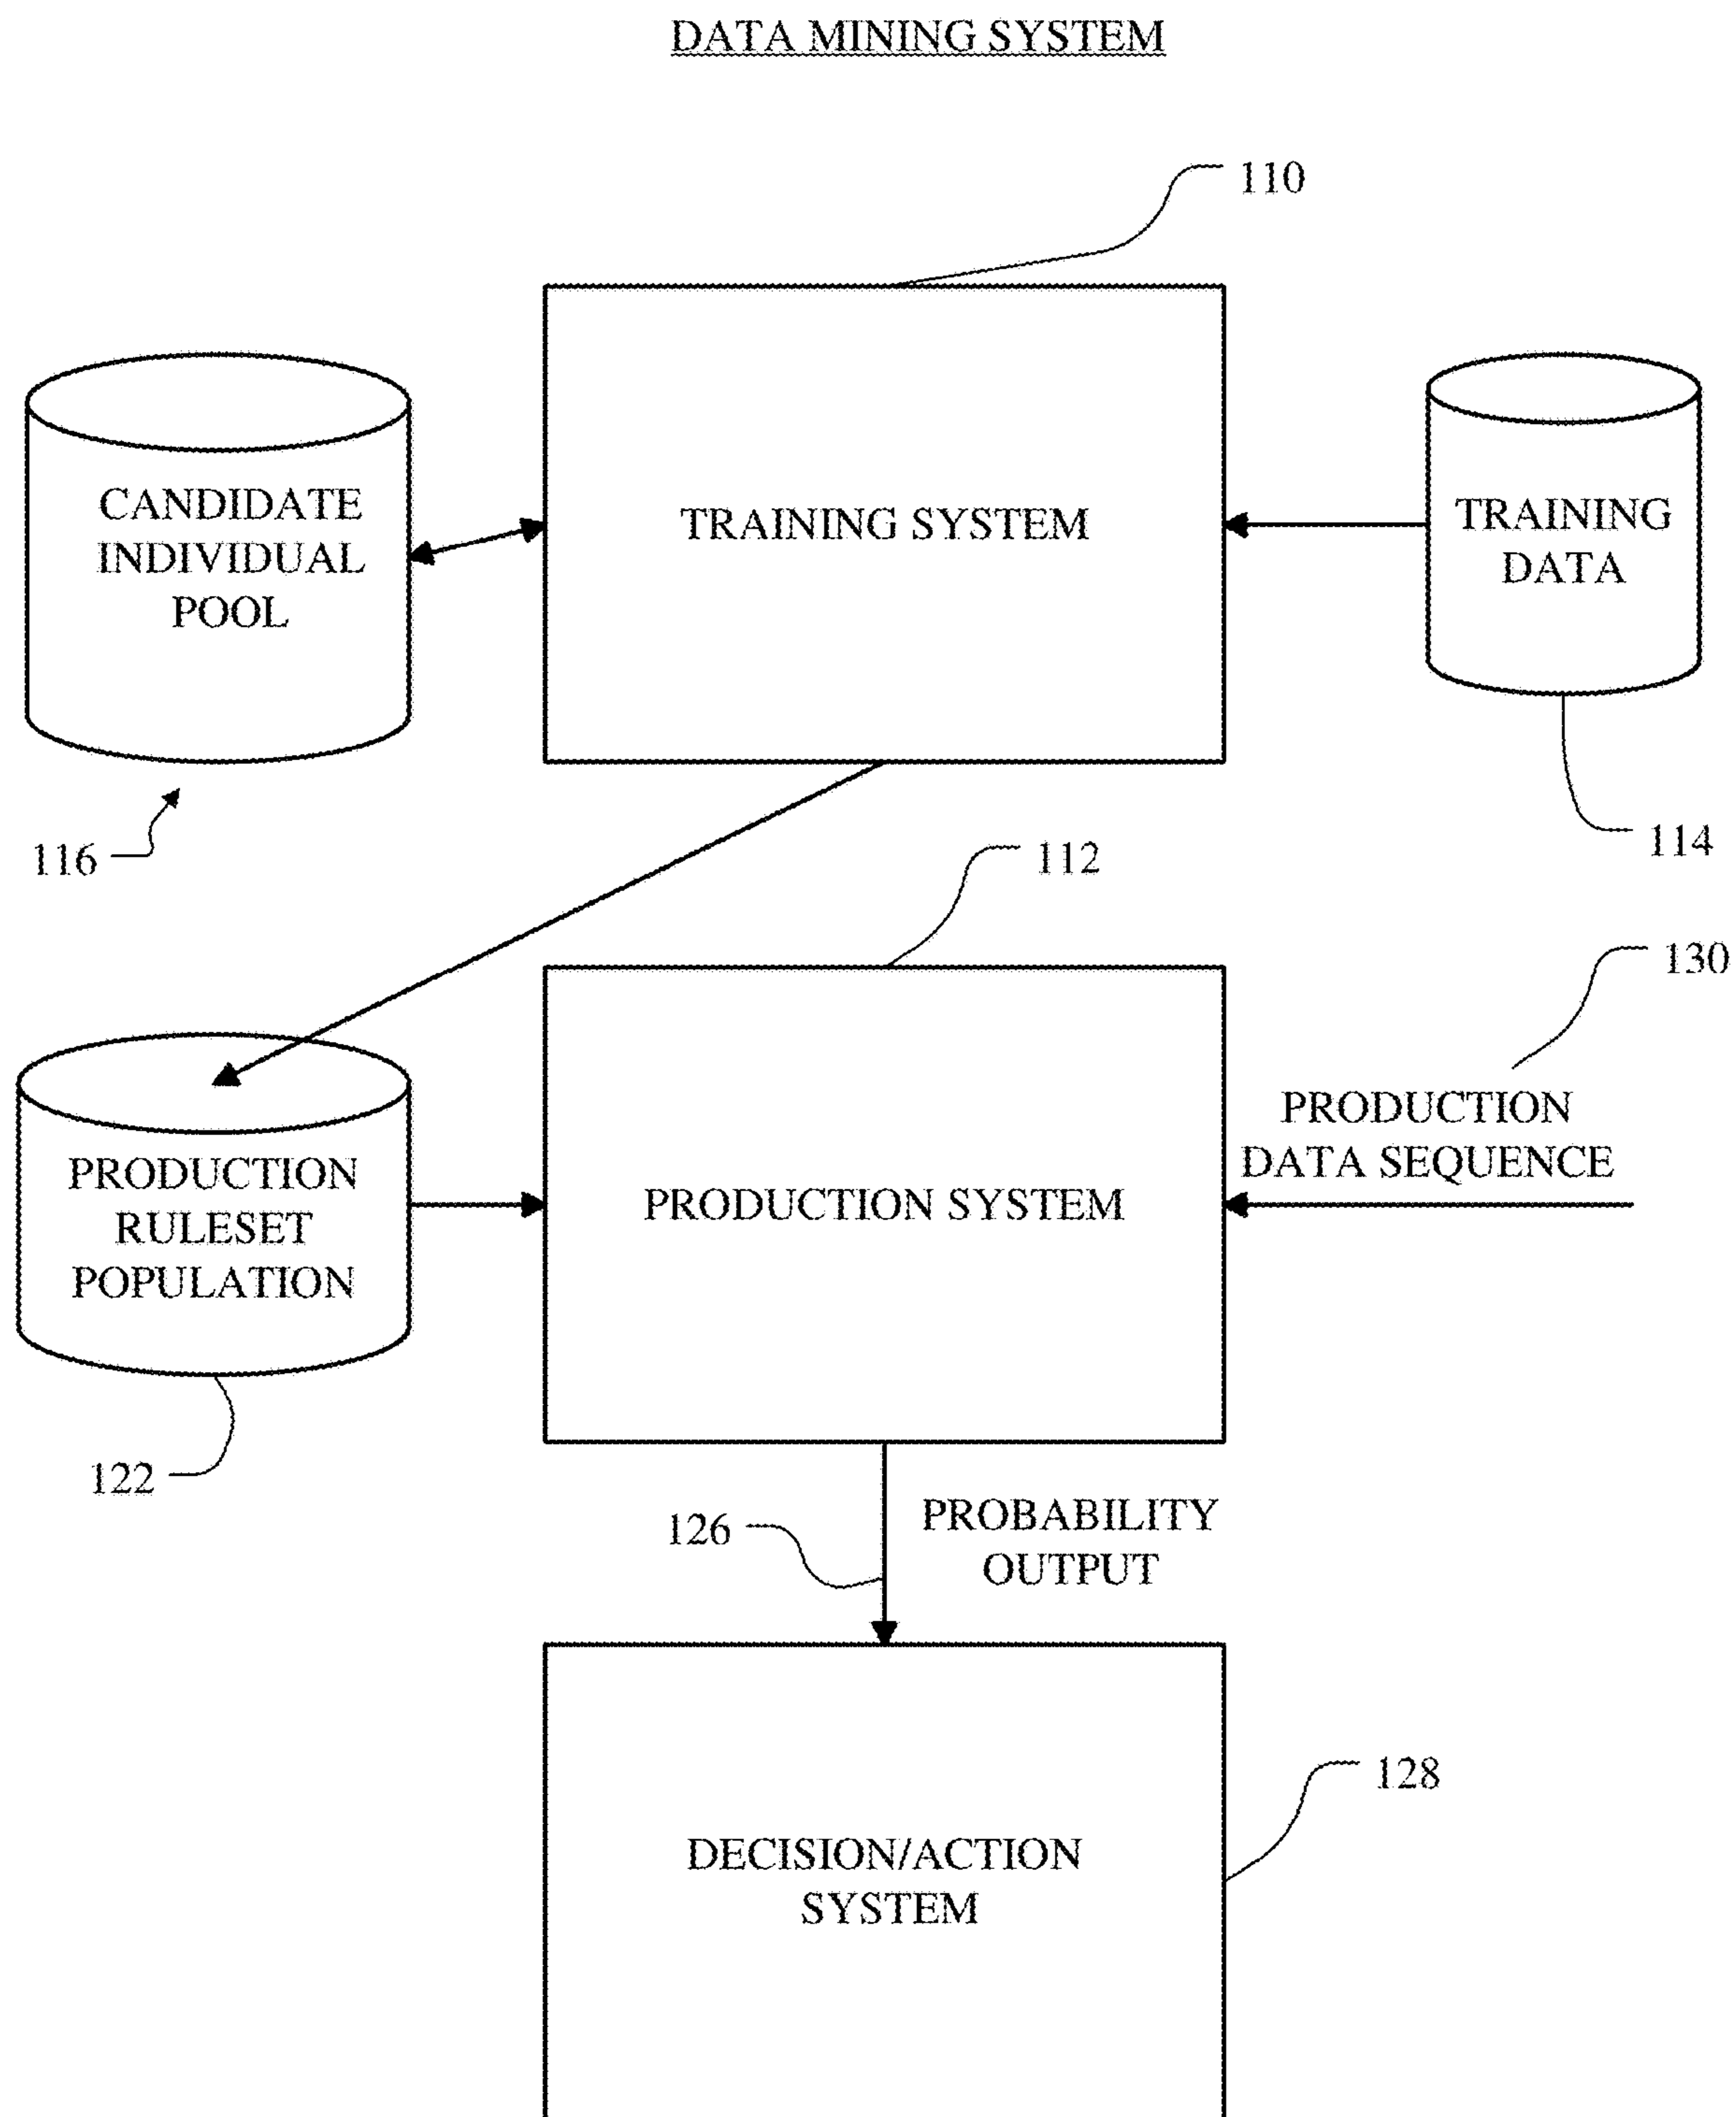 DATA MINING SYSTEM
110
CANDIDATE
INDIVIDUAL
POOL
TRAINING SYSTEM
TRAINING
DATA
116
114
112
130
PRODUCTION
RULESET
POPULATION
PRODUCTION SYSTEM
PRODUCTION
DATA SEQUENCE
122
126
PROBABILITY
OUTPUT
128
DECISION/ACTION
SYSTEM